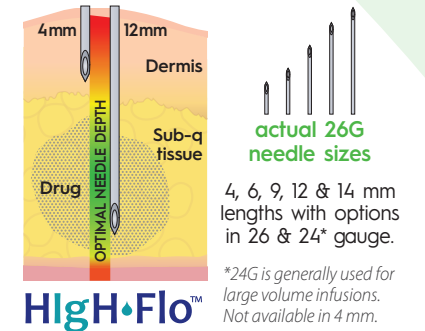 4mm
12mm
Dermis
OPTIMAL NEEDLE DEPTH
Sub-q
tissue
Drug
HIgH•Flo™
actual 26G
needle sizes
4, 6, 9, 12 & 14 mm
lengths with options
in 26 & 24* gauge.
*24G is generally used for
large volume infusions.
Not available in 4 mm.